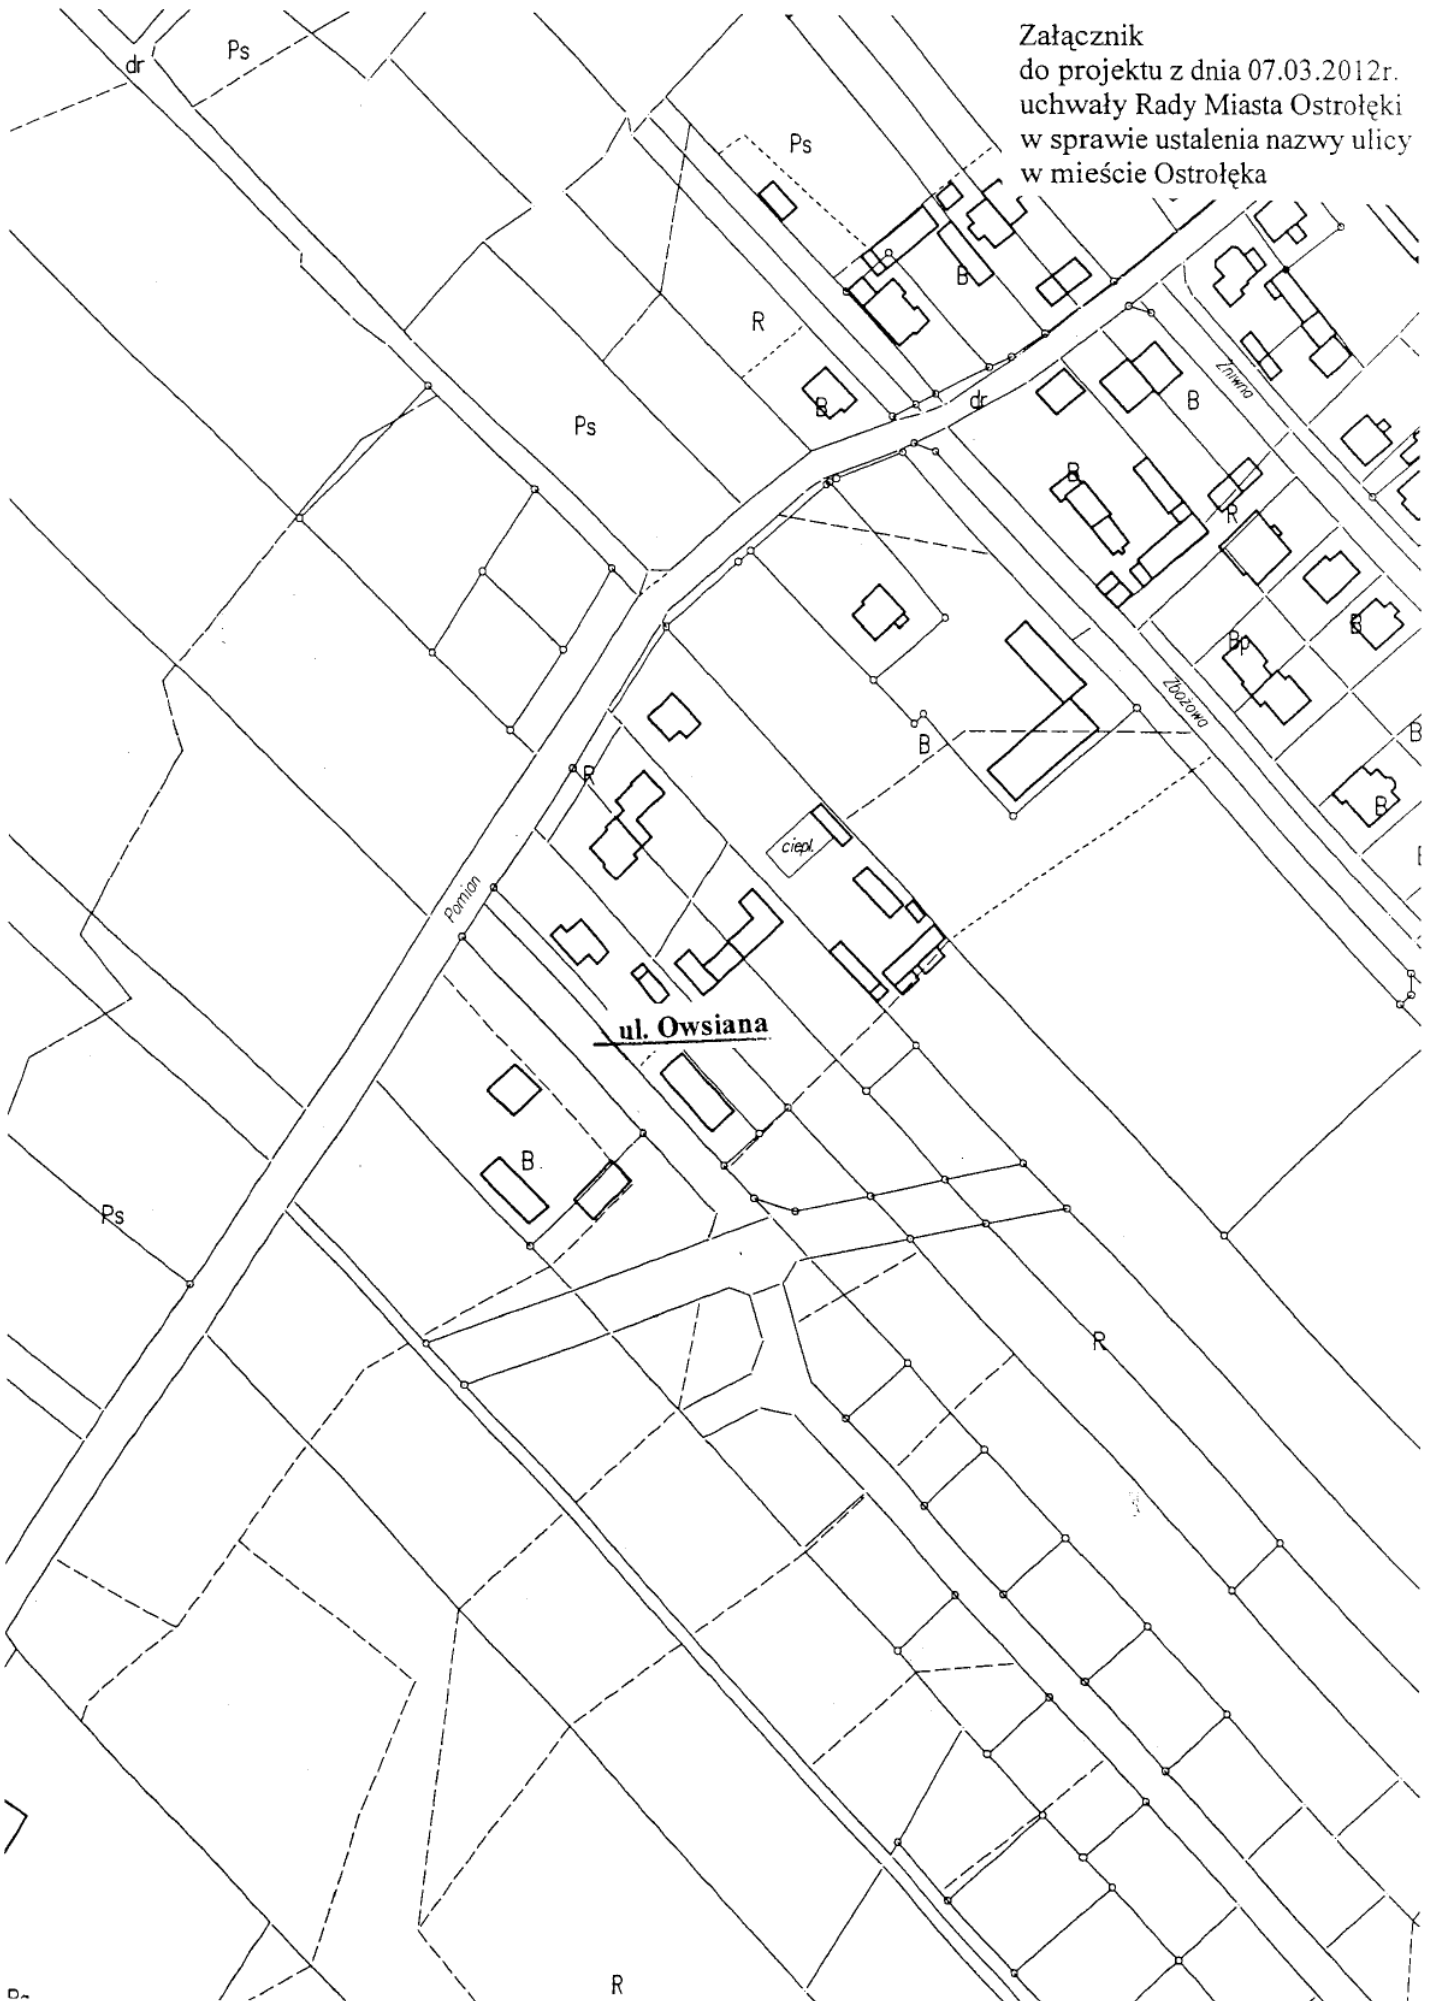 Załącznik
do projektu z dnia 07.03.2012r.
uchwały Rady Miasta Ostrołęki
w sprawie ustalenia nazwy ulicy
w mieście Ostrołęka
Ps
dr
Ps
B
R
B
dr
Żniwna
B
Ps
B
R
B
Bp
Zbożowa
B
B
R
B
ciepl.
Pomian
ul. Owsiana
B
Ps
R
R